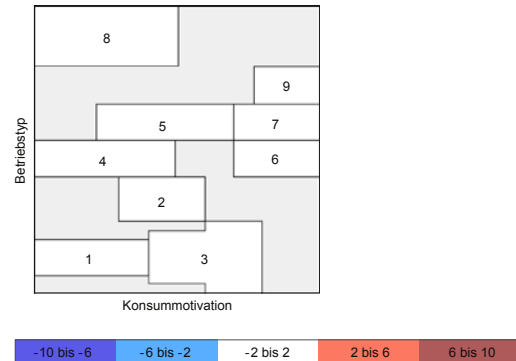 8
9
5
7
4
6
2
1
3
Betriebstyp
Konsummotivation
-10 bis -6
-6 bis -2
-2 bis 2
2 bis 6
6 bis 10